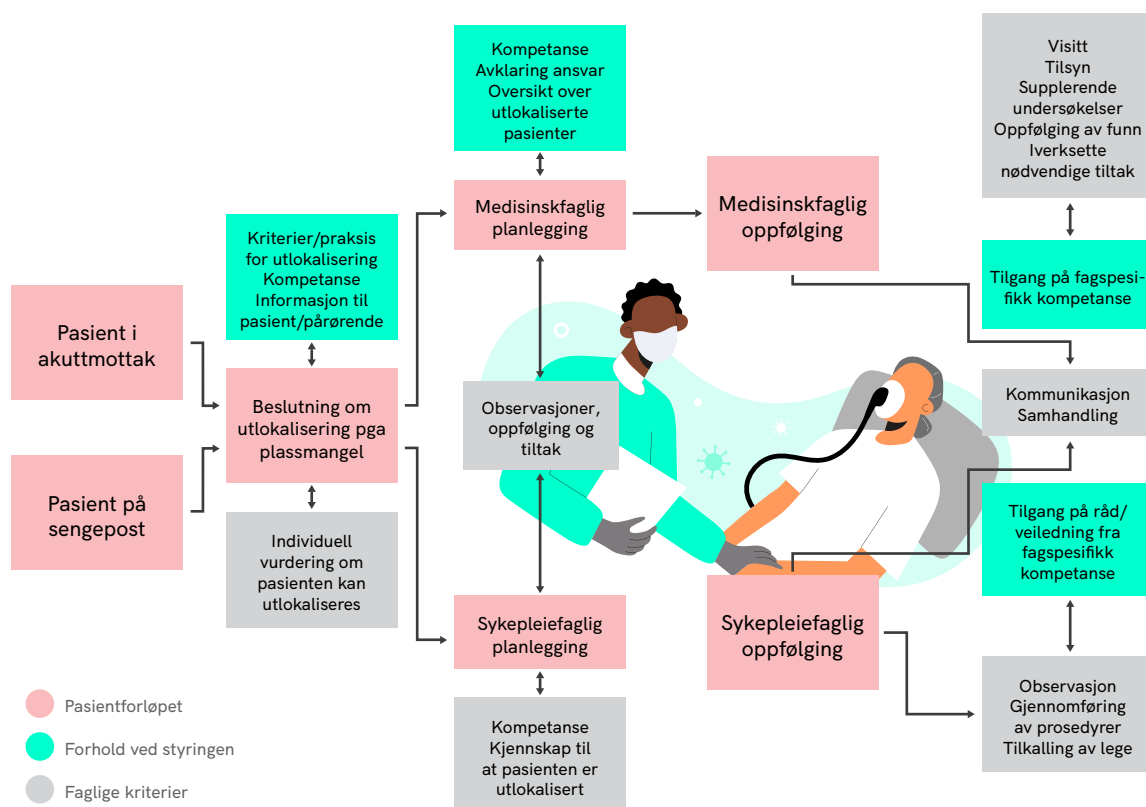 Pasient i
akuttmottak
Pasient på
sengepost
Kriterier/praksis
for utlokalisering
Kompetanse
Informasjon til
pasient/pårørende
Beslutning om
utlokalisering pga
plassmangel
Individuell
vurdering om
pasienten kan
utlokaliseres
Kompetanse
Avklaring ansvar
Oversikt over
utlokaliserte
pasienter
Medisinskfaglig
planlegging
Observasjoner,
oppfølging og
tiltak
Sykepleiefaglig
planlegging
Kompetanse
Kjennskap til
at pasienten er
utlokalisert
Medisinskfaglig
oppfølging
Sykepleiefaglig
oppfølging
Visitt
Tilsyn
Supplerende
undersøkelser
Oppfølging av funn
Iverksette
nødvendige tiltak
Tilgang på fagspesi-
fikk kompetanse
Kommunikasjon
Samhandling
Tilgang på råd/
veiledning fra
fagspesifikk
kompetanse
Observasjon
Gjennomføring
av prosedyrer
Tilkalling av lege
Pasientforløpet
Forhold ved styringen
Faglige kriterier